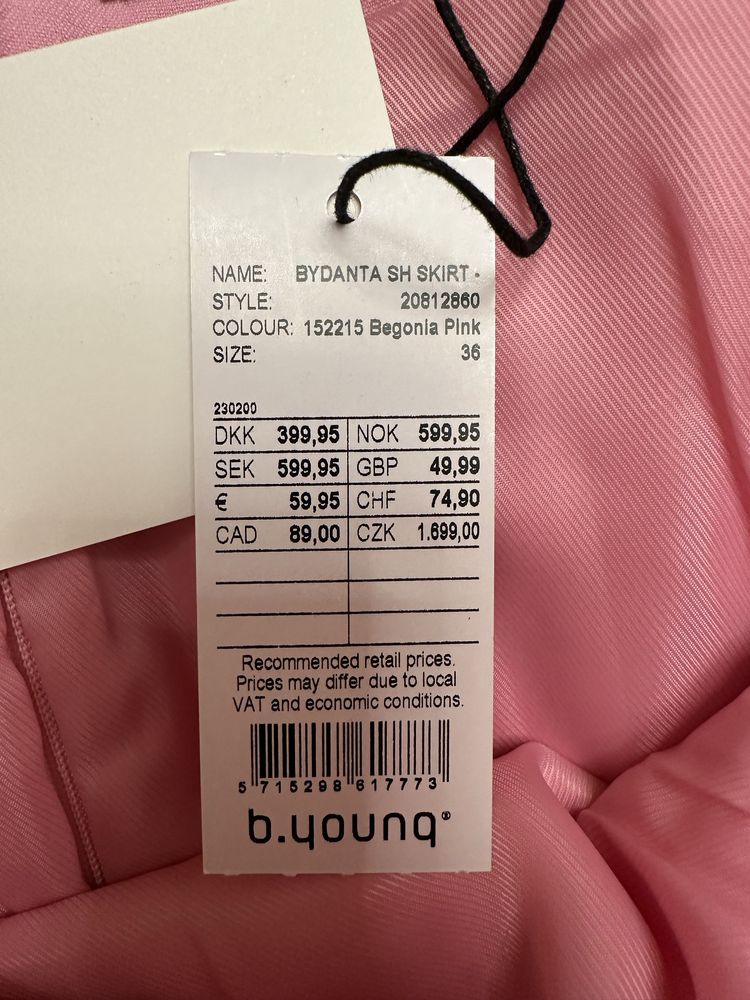 NAME: BYDANTA SH SKIRT -
STYLE: 20812860
COLOUR: 152215 Begonia Pink
SIZE: 36
230200
DKK 399,95 NOK 599,95
SEK 599,95 GBP 49,99
€ 59,95 CHF 74,90
CAD 89,00 CZK 1.699,00
Recommended retail prices.
Prices may differ due to local
VAT and economic conditions.
5 715298 617773
b.young®